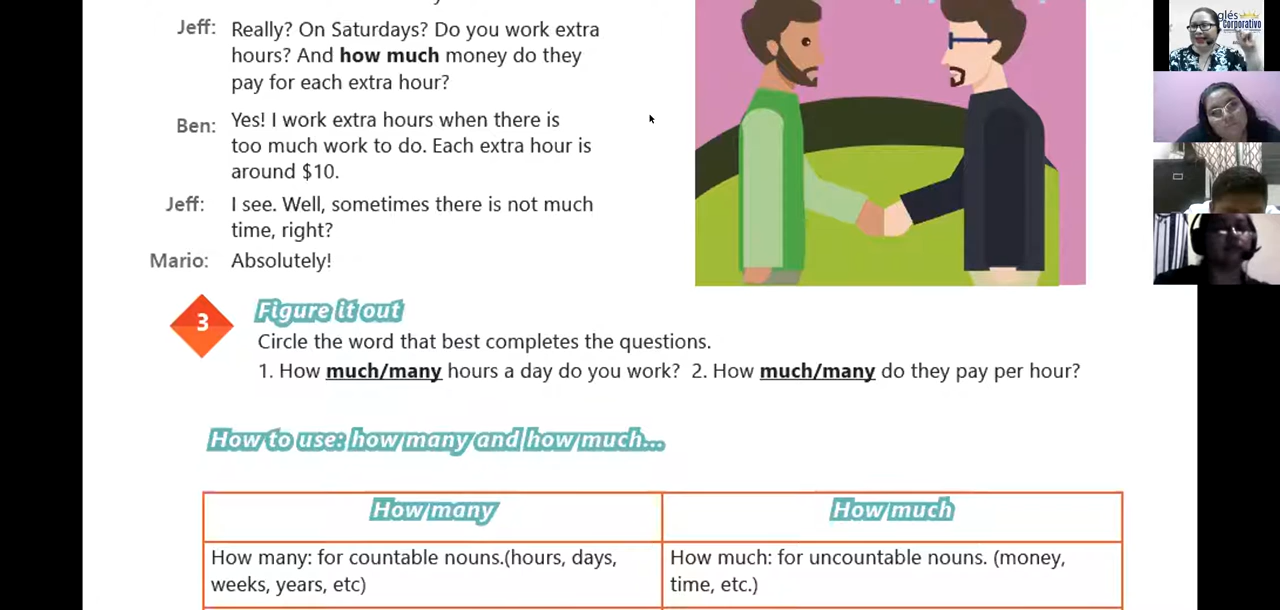 Jeff: Really? On Saturdays? Do you work extra
hours? And how much money do they
pay for each extra hour?
Ben: Yes! I work extra hours when there is
too much work to do. Each extra hour is
around $10.
Jeff: I see. Well, sometimes there is not much
time, right?
Mario: Absolutely!
3 Figure it out
Circle the word that best completes the questions.
1. How much/many hours a day do you work? 2. How much/many do they pay per hour?
How to use: how many and how much...
How many How much
How many: for countable nouns.(hours, days,
weeks, years, etc)
How much: for uncountable nouns. (money,
time, etc.)
glés
Corporativo